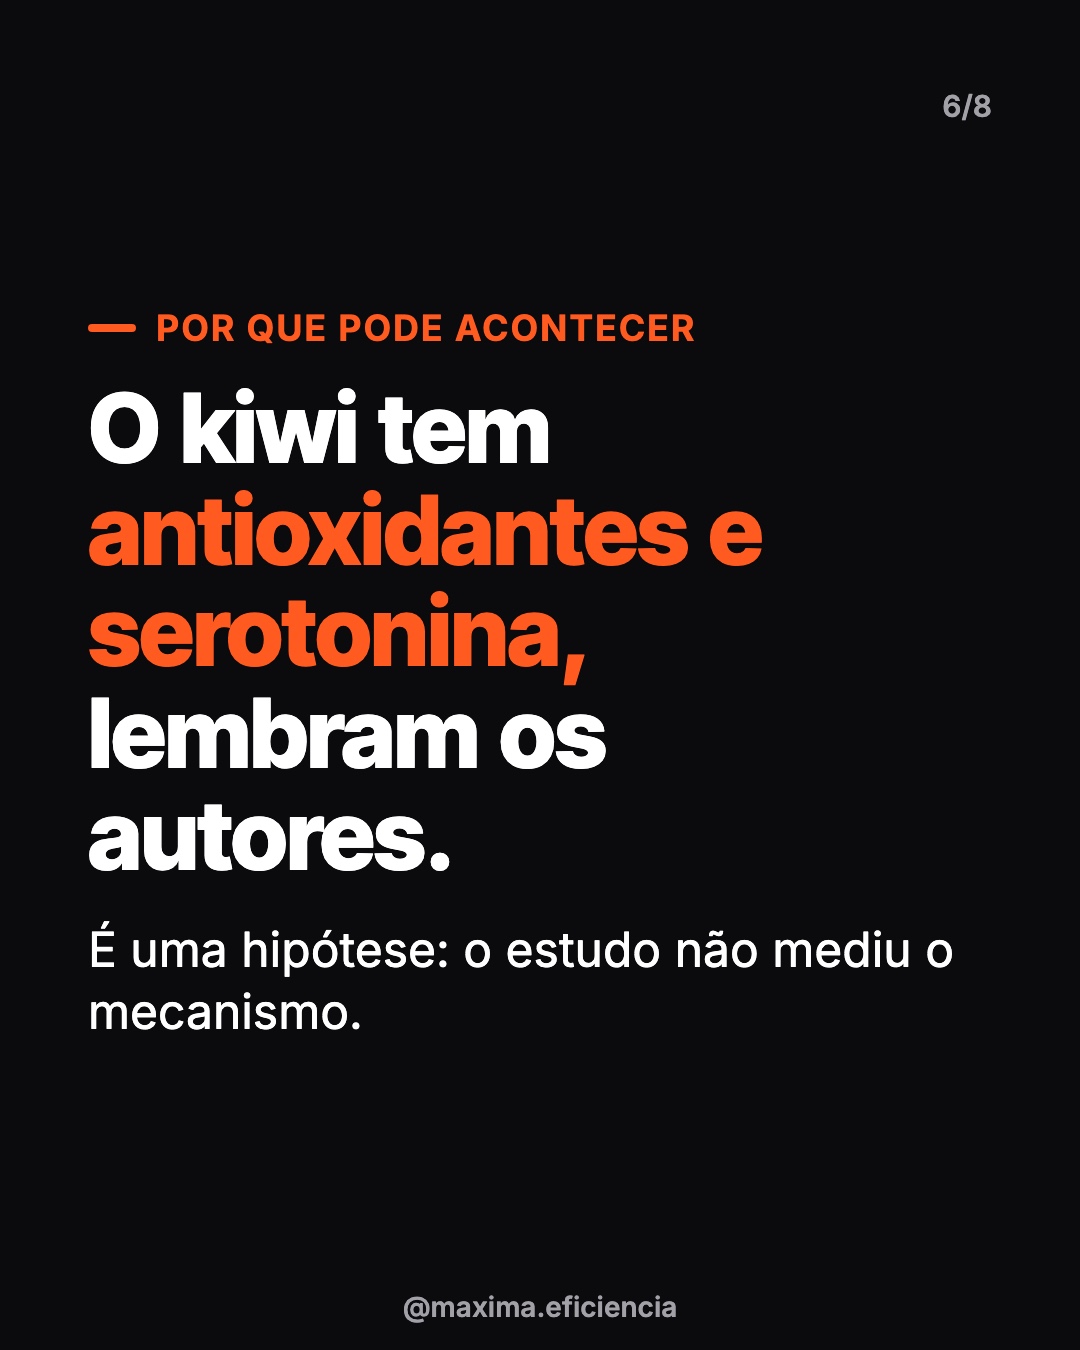 6/8
POR QUE PODE ACONTECER
O kiwi tem
antioxidantes e
serotonina,
lembram os
autores.
É uma hipótese: o estudo não mediu o
mecanismo.
@maxima.eficiencia